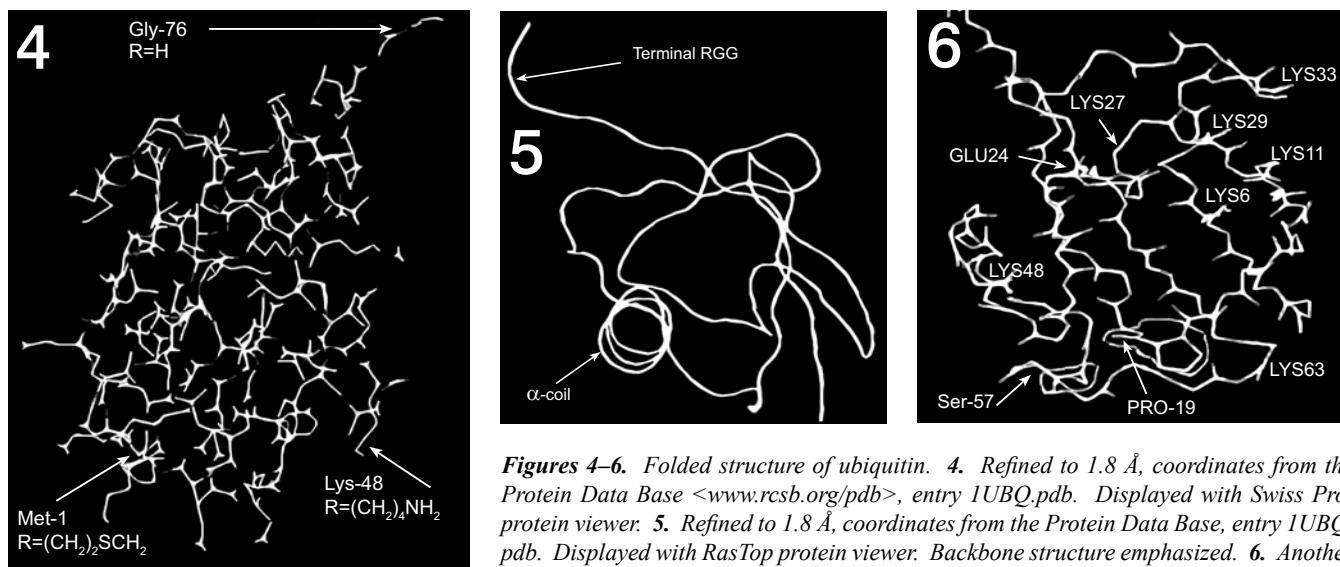 4
Gly-76
R=H
Met-1
R=(CH2)2SCH2
Lys-48
R=(CH2)4NH2
5
Terminal RGG
α-coil
6
LYS33
LYS27
LYS29
GLU24
LYS11
LYS6
LYS48
LYS63
Ser-57
PRO-19
Figures 4–6. Folded structure of ubiquitin. 4. Refined to 1.8 Å, coordinates from th
Protein Data Base <www.rcsb.org/pdb>, entry 1UBQ.pdb. Displayed with Swiss Pro
protein viewer. 5. Refined to 1.8 Å, coordinates from the Protein Data Base, entry 1UBQ
pdb. Displayed with RasTop protein viewer. Backbone structure emphasized. 6. Anothe